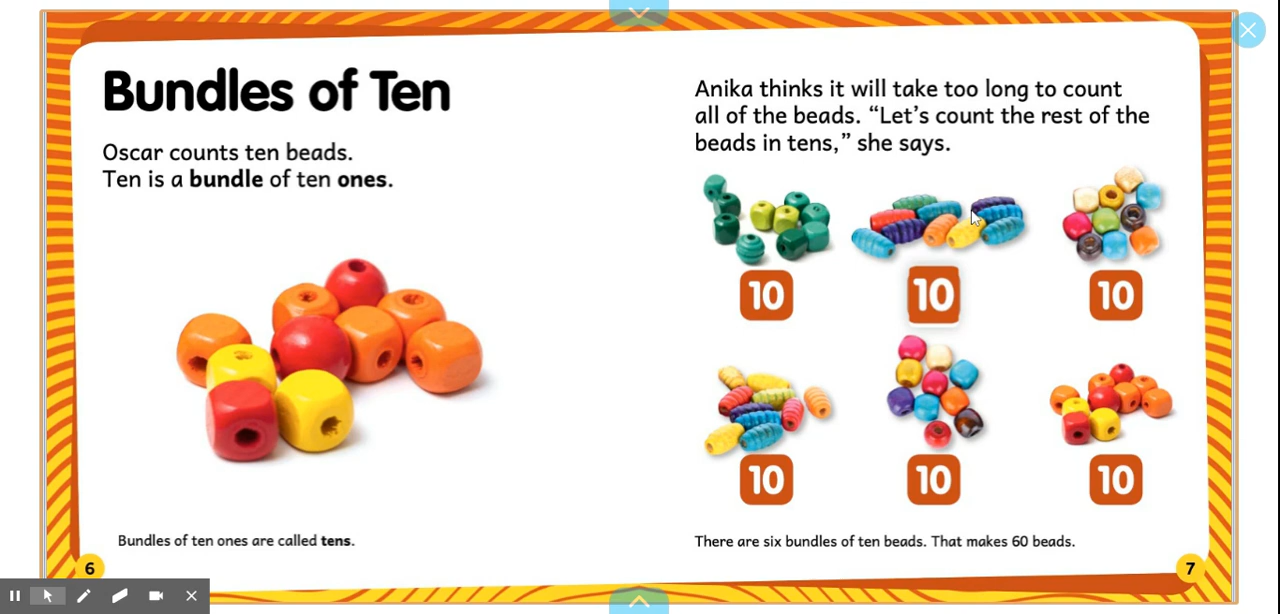 Bundles of Ten
Oscar counts ten beads.
Ten is a bundle of ten ones.
Bundles of ten ones are called tens.
6
Anika thinks it will take too long to count
all of the beads. “Let’s count the rest of the
beads in tens,” she says.
10 10 10
10 10 10
There are six bundles of ten beads. That makes 60 beads.
7